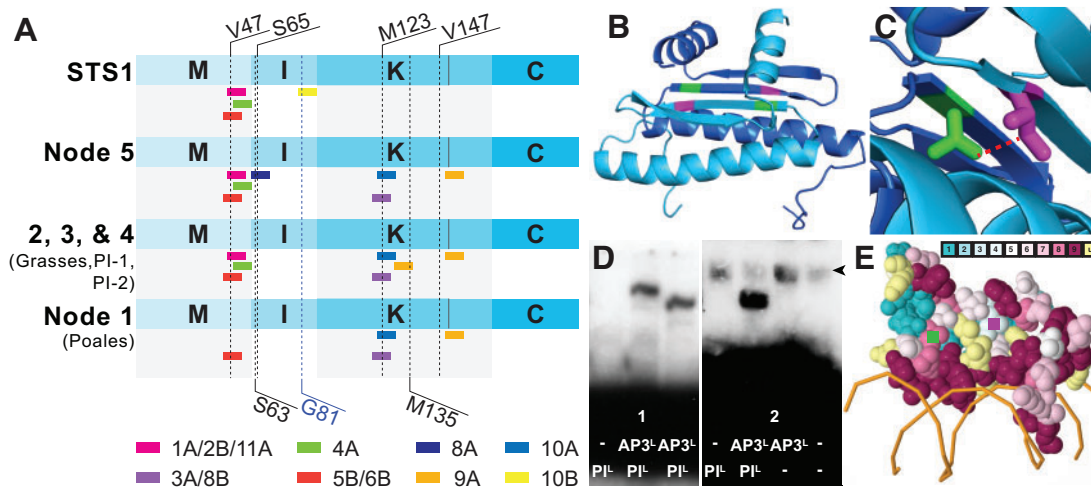 A
V47
S65
M123
V147
STS1
M I K C
Node 5
M I K C
2, 3, & 4
(Grasses,PI-1,
PI-2)
M I K C
Node 1
(Poales)
M I K C
S63
G81
M135
1A/2B/11A
4A
8A
10A
3A/8B
5B/6B
9A
10B
B
C
D
1
- AP3L AP3L
PIL PIL PIL
2
- AP3L AP3L -
PIL PIL - -
E
1 2 3 4 5 6 7 8 9